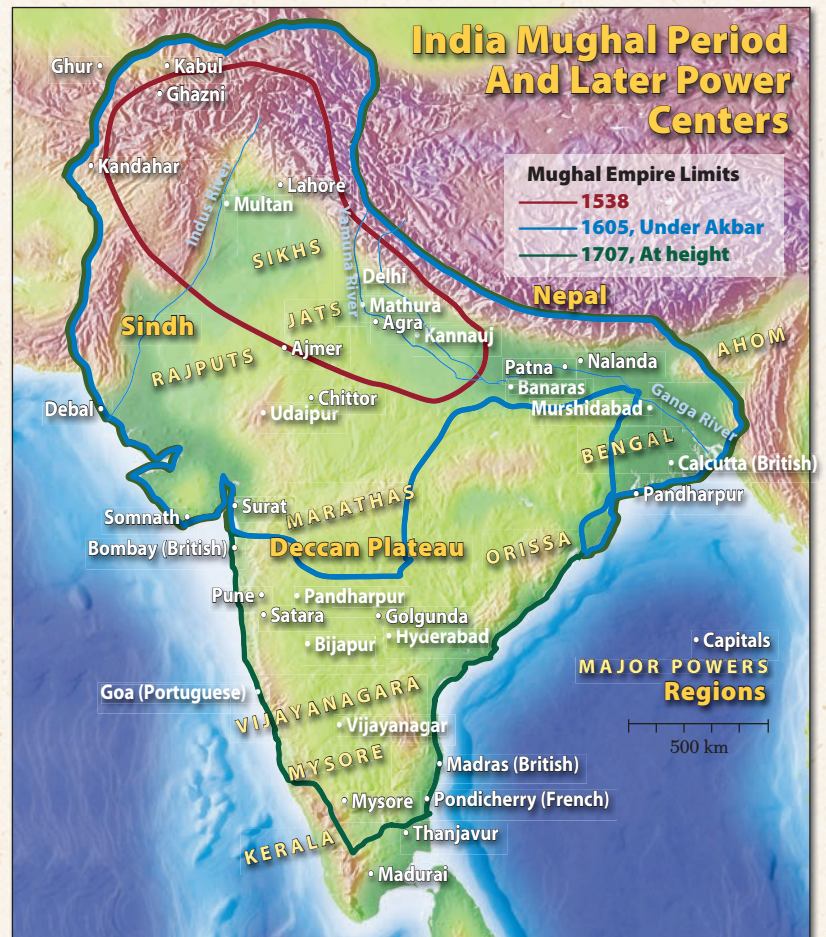 India Mughal Period
And Later Power
Centers
Mughal Empire Limits
1538
1605, Under Akbar
1707, At height
Ghur
Kabul
Ghazni
Kandahar
Indus River
Lahore
Multan
SIKHS
Yamuna River
Delhi
Nepal
Mathura
JATS
Agra
Sindh
Kannauj
AHOM
Ajmer
RAJPUTS
Patna
Nalanda
Banaras
Chittor
Udaipur
Debal
Murshidabad
Ganga River
BENGAL
Calcutta (British)
Pandharpur
MARATHAS
Surat
Somnath
Bombay (British)
Deccan Plateau
ORISSA
Pune
Pandharpur
Satara
Golgunda
Bijapur
Hyderabad
Capitals
MAJOR POWERS
Regions
500 km
Goa (Portuguese)
VIJAYANAGARA
Vijayanagar
MYSORE
Madras (British)
Mysore
Pondicherry (French)
Thanjavur
KERALA
Madurai